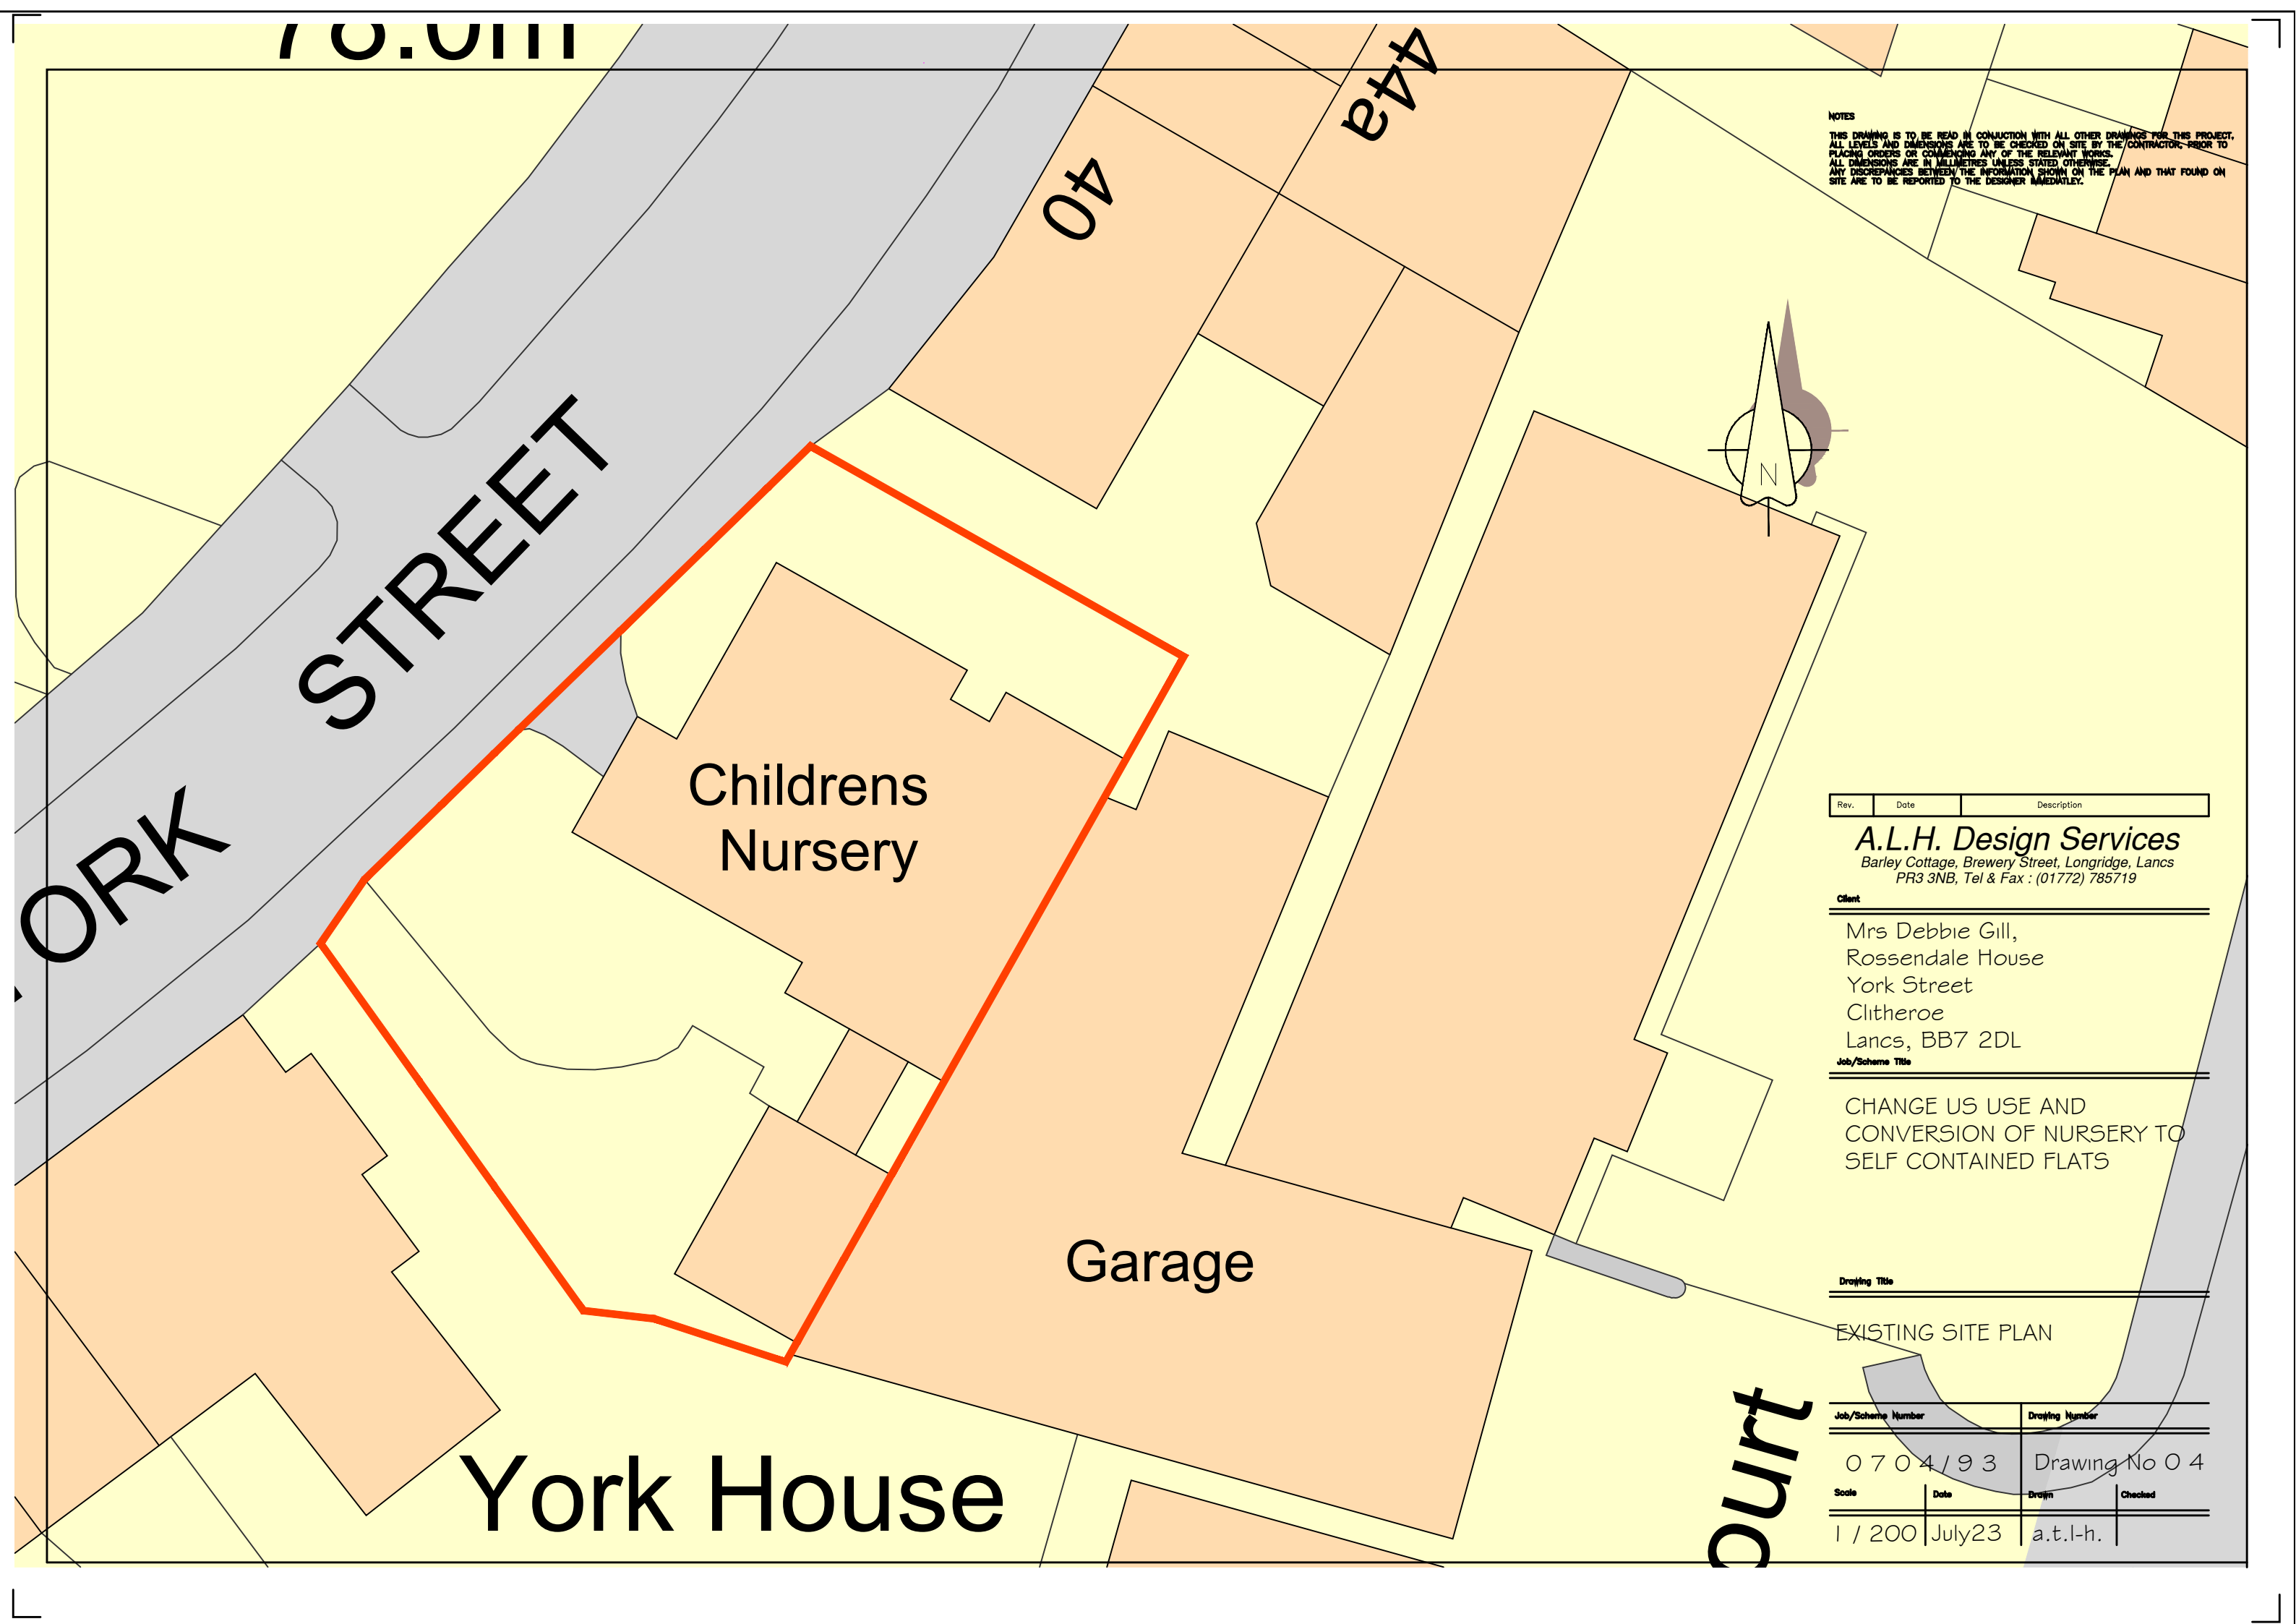 78.0m
44a
40
STREET
YORK
Childrens
Nursery
Garage
York House
ourt
N
NOTES
THIS DRAWING IS TO BE READ IN CONJUCTION WITH ALL OTHER DRAWINGS FOR THIS PROJECT.
ALL LEVELS AND DIMENSIONS ARE TO BE CHECKED ON SITE BY THE CONTRACTOR, PRIOR TO
PLACING ORDERS OR COMMENCING ANY OF THE RELEVANT WORKS.
ALL DIMENSIONS ARE IN MILLIMETRES UNLESS STATED OTHERWISE.
ANY DISCREPANCIES BETWEEN THE INFORMATION SHOWN ON THE PLAN AND THAT FOUND ON
SITE ARE TO BE REPORTED TO THE DESIGNER IMMEDIATLEY.
Rev. Date Description
A.L.H. Design Services
Barley Cottage, Brewery Street, Longridge, Lancs
PR3 3NB, Tel & Fax : (01772) 785719
Client
Mrs Debbie Gill,
Rossendale House
York Street
Clitheroe
Lancs, BB7 2DL
Job/Scheme Title
CHANGE US USE AND
CONVERSION OF NURSERY TO
SELF CONTAINED FLATS
Drawing Title
EXISTING SITE PLAN
Job/Scheme Number Drawing Number
0704/93 Drawing No 04
Scale Date Drawn Checked
1 / 200 July23 a.t.l-h.